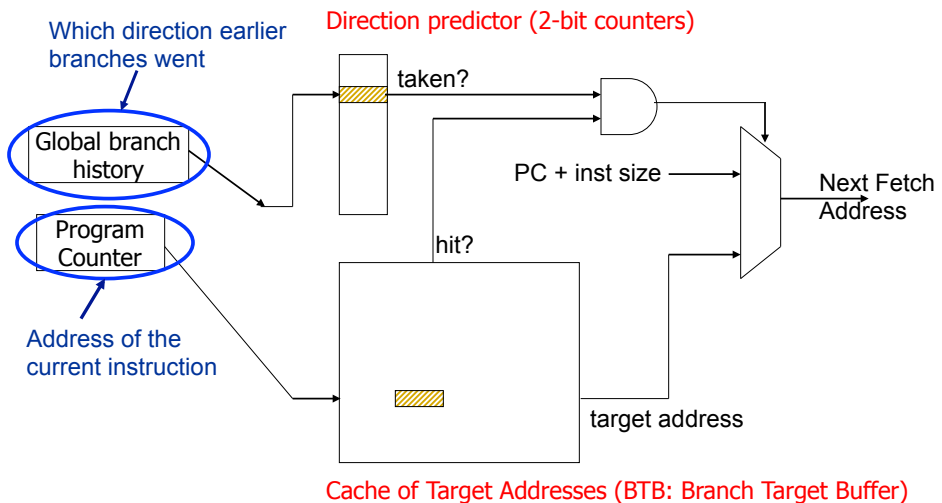 Direction predictor (2-bit counters)
Which direction earlier
branches went
taken?
Global branch
history
PC + inst size
Next Fetch
Address
Program
Counter
hit?
Address of the
current instruction
target address
Cache of Target Addresses (BTB: Branch Target Buffer)